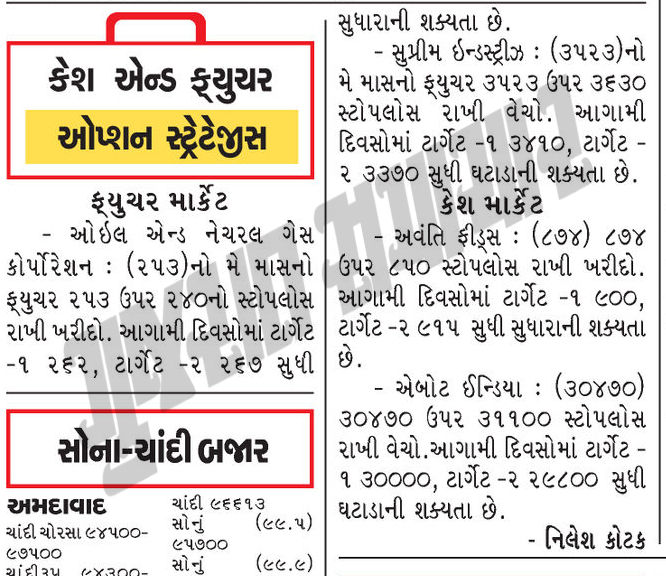 કેશ એન્ડ ફ્યુચર
ઓપ્શન સ્ટ્રેટેજીસ
ફ્યુચર માર્કેટ
- ઓઇલ એન્ડ નેચરલ ગેસ
કોર્પોરેશન : (૨૫૩)નો મે માસનો
ફ્યુચર ૨૫૩ ઉપર ૨૪૦નો સ્ટોપલોસ
રાખી ખરીદો. આગામી દિવસોમાં ટાર્ગેટ
-૧ ૨૬૨, ટાર્ગેટ -૨ ૨૬૭ સુધી
સુધારાની શક્યતા છે.
- સુપ્રીમ ઇન્ડસ્ટ્રીઝ : (૩૫૨૩)નો
મે માસનો ફ્યુચર ૩૫૨૩ ઉપર ૩૬૩૦
સ્ટોપલોસ રાખી વેચો. આગામી
દિવસોમાં ટાર્ગેટ -૧ ૩૪૧૦, ટાર્ગેટ -
૨ ૩૩૭૦ સુધી ઘટાડાની શક્યતા છે.
કેશ માર્કેટ
- અવંતિ ફીડ્સ : (૮૭૪) ૮૭૪
ઉપર ૮૫૦ સ્ટોપલોસ રાખી ખરીદો.
આગામી દિવસોમાં ટાર્ગેટ -૧ ૯૦૦,
ટાર્ગેટ -૨ ૯૧૫ સુધી સુધારાની શક્યતા
છે.
- એબોટ ઈન્ડિયા : (૩૦૪૭૦)
૩૦૪૭૦ ઉપર ૩૧૧૦૦ સ્ટોપલોસ
રાખી વેચો.આગામી દિવસોમાં ટાર્ગેટ -
૧ ૩૦૦૦૦, ટાર્ગેટ -૨ ૨૯૮૦૦ સુધી
ઘટાડાની શક્યતા છે.
- નિલેશ કોટક
સોના-ચાંદી બજાર
અમદાવાદ
ચાંદી ચોરસા ૯૪૫૦૦-
૯૭૫૦૦
ચાંદી રૂપુ ૯૪૩૦૦-
ચાંદી ૯૬૬૧૩
સોનું (૯૯.૫)
૯૫૭૦૦
સોનું (૯૯.૯)
ગુજરાત સમાચાર